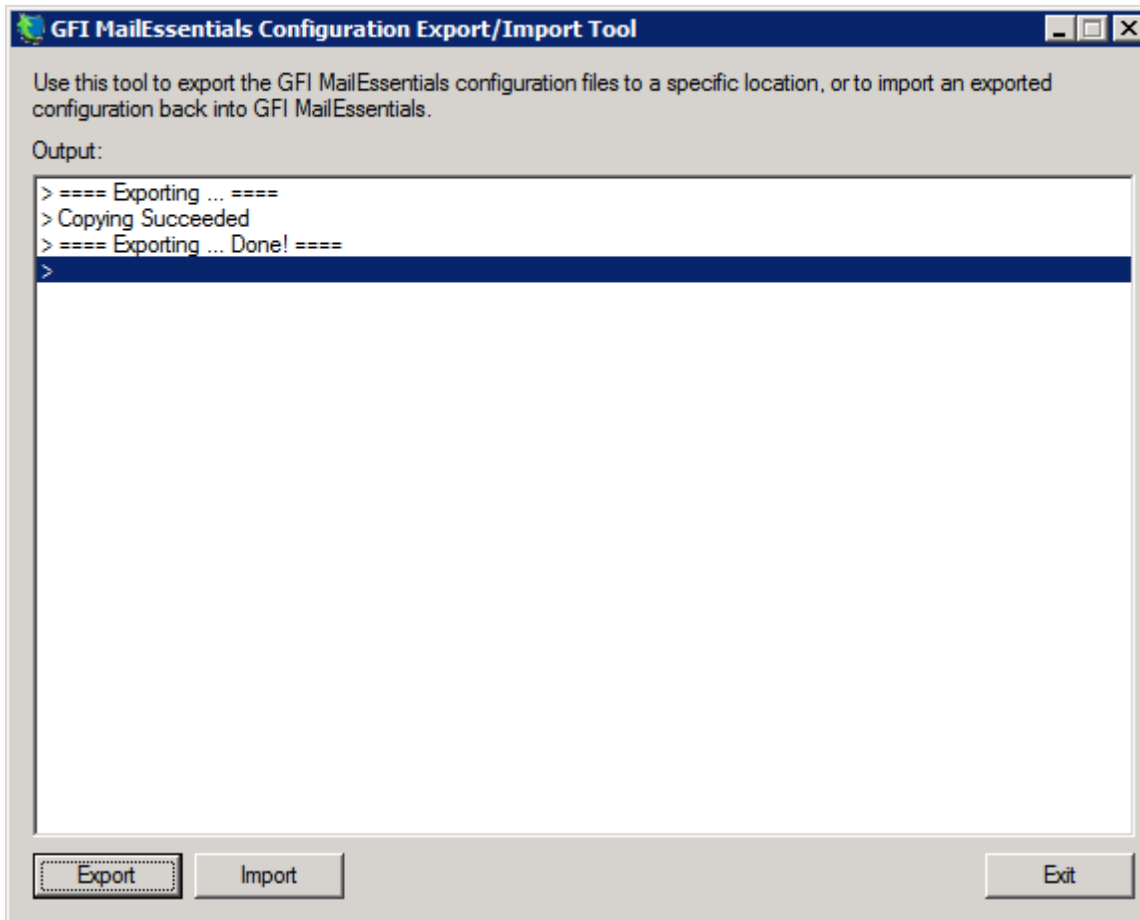 GFI MailEssentials Configuration Export/Import Tool
Use this tool to export the GFI MailEssentials configuration files to a specific location, or to import an exported
configuration back into GFI MailEssentials.
Output:
> ==== Exporting ... ====
> Copying Succeeded
> ==== Exporting ... Done! ====
>
Export Import Exit